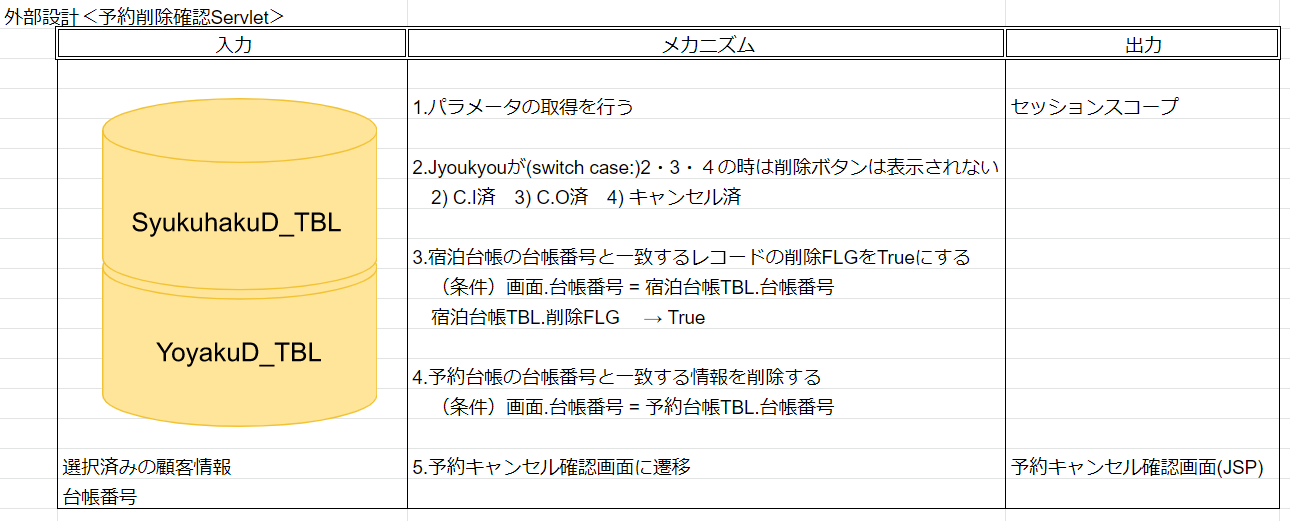 外部設計＜予約削除確認Servlet＞
入力
メカニズム
出力
1.パラメータの取得を行う
セッションスコープ
2.Jyoukyouが(switch case:)2・3・４の時は削除ボタンは表示されない
2) C.I済　3) C.O済　4) キャンセル済
SyukuhakuD_TBL
3.宿泊台帳の台帳番号と一致するレコードの削除FLGをTrueにする
（条件）画面.台帳番号 = 宿泊台帳TBL.台帳番号
宿泊台帳TBL.削除FLG　→ True
YoyakuD_TBL
4.予約台帳の台帳番号と一致する情報を削除する
（条件）画面.台帳番号 = 予約台帳TBL.台帳番号
選択済みの顧客情報
5.予約キャンセル確認画面に遷移
予約キャンセル確認画面(JSP)
台帳番号